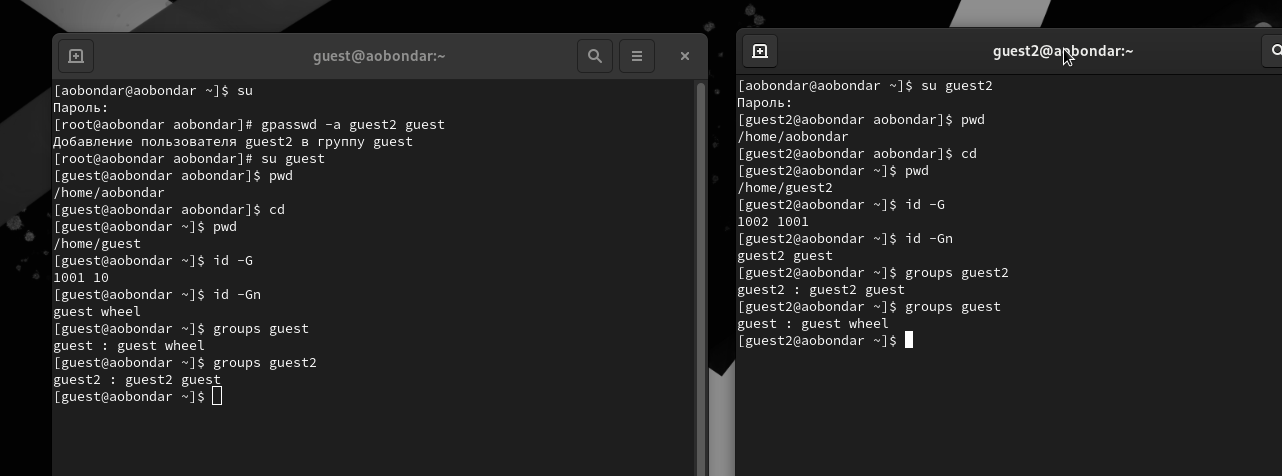 guest@aobondar:~
[aobondar@aobondar ~]$ su
Пароль:
[root@aobondar aobondar]# gpasswd -a guest2 guest
Добавление пользователя guest2 в группу guest
[root@aobondar aobondar]# su guest
[guest@aobondar aobondar]$ pwd
/home/aobondar
[guest@aobondar aobondar]$ cd
[guest@aobondar ~]$ pwd
/home/guest
[guest@aobondar ~]$ id -G
1001 10
[guest@aobondar ~]$ id -Gn
guest wheel
[guest@aobondar ~]$ groups guest
guest : guest wheel
[guest@aobondar ~]$ groups guest2
guest2 : guest2 guest
[guest@aobondar ~]$
guest2@aobondar:~
[aobondar@aobondar ~]$ su guest2
Пароль:
[guest2@aobondar aobondar]$ pwd
/home/aobondar
[guest2@aobondar aobondar]$ cd
[guest2@aobondar ~]$ pwd
/home/guest2
[guest2@aobondar ~]$ id -G
1002 1001
[guest2@aobondar ~]$ id -Gn
guest2 guest
[guest2@aobondar ~]$ groups guest2
guest2 : guest2 guest
[guest2@aobondar ~]$ groups guest
guest : guest wheel
[guest2@aobondar ~]$